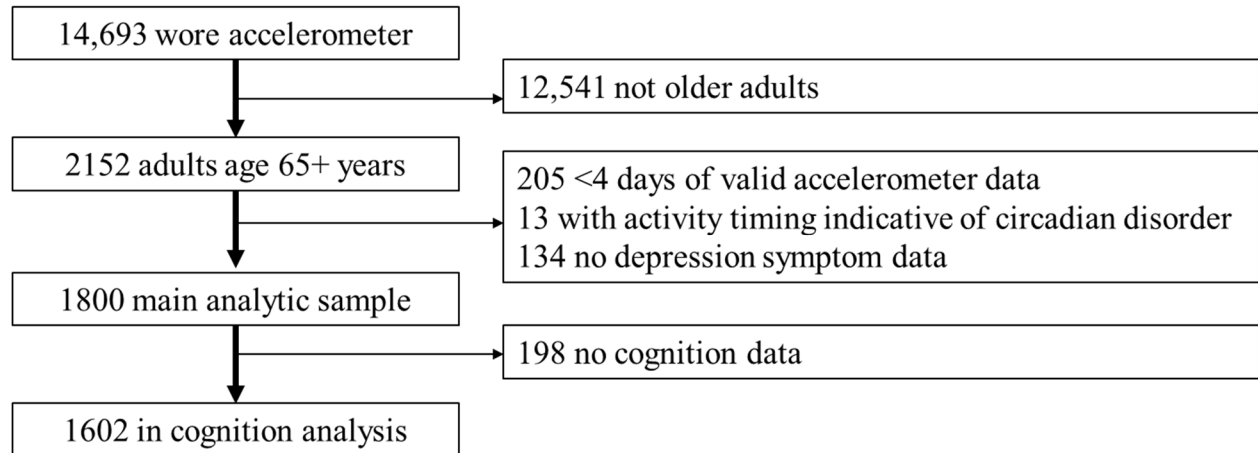 14,693 wore accelerometer
12,541 not older adults
2152 adults age 65+ years
205 <4 days of valid accelerometer data
13 with activity timing indicative of circadian disorder
134 no depression symptom data
1800 main analytic sample
198 no cognition data
1602 in cognition analysis